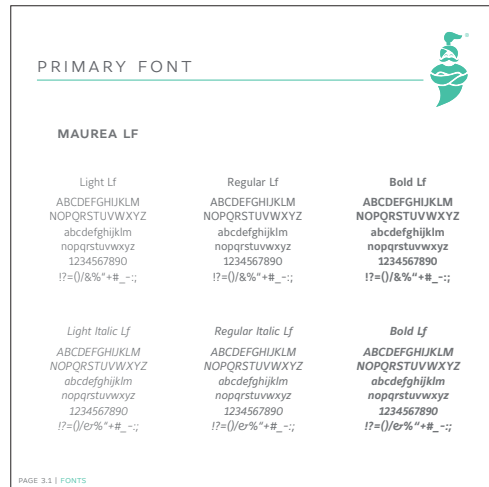 PRIMARY FONT
®
MAUREA LF
Light Lf
ABCDEFGHIJKLM
NOPQRSTUVWXYZ
abcdefghijklm
nopqrstuvwxyz
1234567890
!?=()/&%"+#_-:;
Regular Lf
ABCDEFGHIJKLM
NOPQRSTUVWXYZ
abcdefghijklm
nopqrstuvwxyz
1234567890
!?=()/&%"+#_-:;
Bold Lf
ABCDEFGHIJKLM
NOPQRSTUVWXYZ
abcdefghijklm
nopqrstuvwxyz
1234567890
!?=()/&%"+#_-:;
Light Italic Lf
ABCDEFGHIJKLM
NOPQRSTUVWXYZ
abcdefghijklm
nopqrstuvwxyz
1234567890
!?=()/&%"+#_-:;
Regular Italic Lf
ABCDEFGHIJKLM
NOPQRSTUVWXYZ
abcdefghijklm
nopqrstuvwxyz
1234567890
!?=()/&%"+#_-:;
Bold Lf
ABCDEFGHIJKLM
NOPQRSTUVWXYZ
abcdefghijklm
nopqrstuvwxyz
1234567890
!?=()/&%"+#_-:;
PAGE 3.1 | FONTS